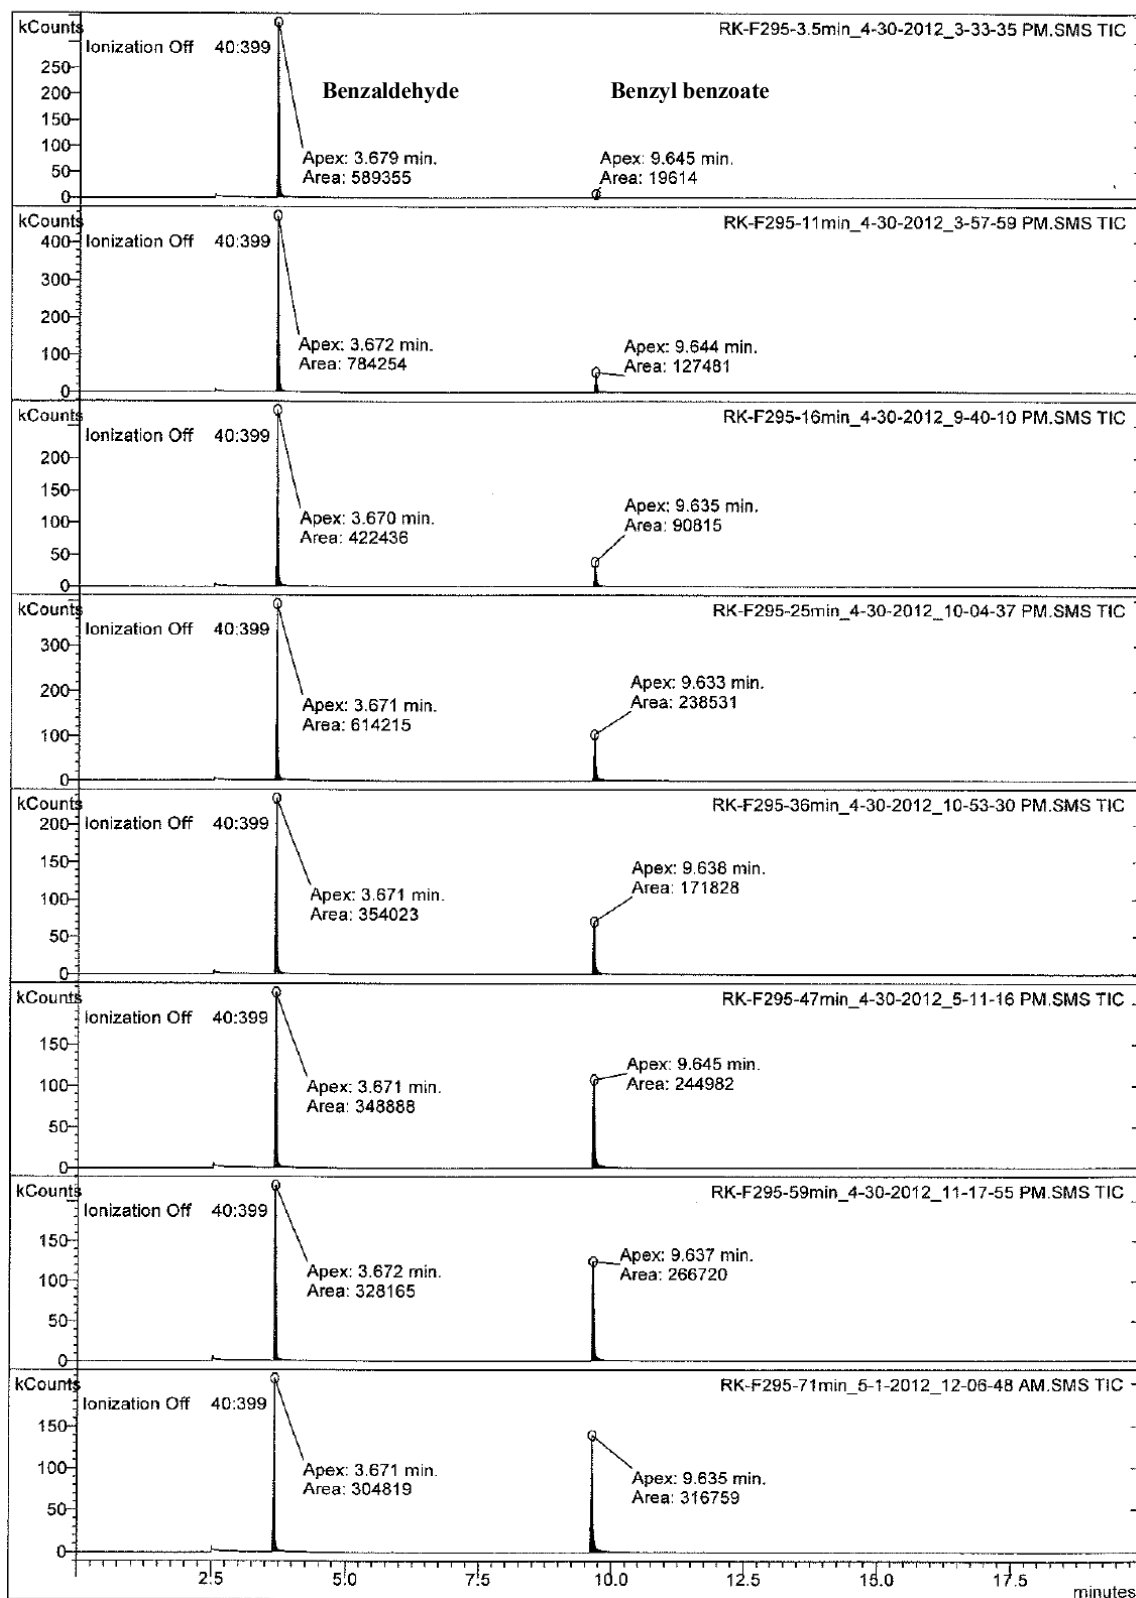 kCounts
Ionization Off 40:399
RK-F295-3.5min_4-30-2012_3-33-35 PM.SMS TIC
250
200
150
100
50
0
Benzaldehyde
Benzyl benzoate
Apex: 3.679 min.
Area: 589355
Apex: 9.645 min.
Area: 19614
kCounts
Ionization Off 40:399
RK-F295-11min_4-30-2012_3-57-59 PM.SMS TIC
400
300
200
100
0
Apex: 3.672 min.
Area: 784254
Apex: 9.644 min.
Area: 127481
kCounts
Ionization Off 40:399
RK-F295-16min_4-30-2012_9-40-10 PM.SMS TIC
200
150
100
50
0
Apex: 3.670 min.
Area: 422436
Apex: 9.635 min.
Area: 90815
kCounts
Ionization Off 40:399
RK-F295-25min_4-30-2012_10-04-37 PM.SMS TIC
300
200
100
0
Apex: 3.671 min.
Area: 614215
Apex: 9.633 min.
Area: 238531
kCounts
Ionization Off 40:399
RK-F295-36min_4-30-2012_10-53-30 PM.SMS TIC
200
150
100
50
0
Apex: 3.671 min.
Area: 354023
Apex: 9.638 min.
Area: 171828
kCounts
Ionization Off 40:399
RK-F295-47min_4-30-2012_5-11-16 PM.SMS TIC
150
100
50
0
Apex: 3.671 min.
Area: 348888
Apex: 9.645 min.
Area: 244982
kCounts
Ionization Off 40:399
RK-F295-59min_4-30-2012_11-17-55 PM.SMS TIC
150
100
50
0
Apex: 3.672 min.
Area: 328165
Apex: 9.637 min.
Area: 266720
kCounts
Ionization Off 40:399
RK-F295-71min_5-1-2012_12-06-48 AM.SMS TIC
150
100
50
0
Apex: 3.671 min.
Area: 304819
Apex: 9.635 min.
Area: 316759
2.5 5.0 7.5 10.0 12.5 15.0 17.5
minutes